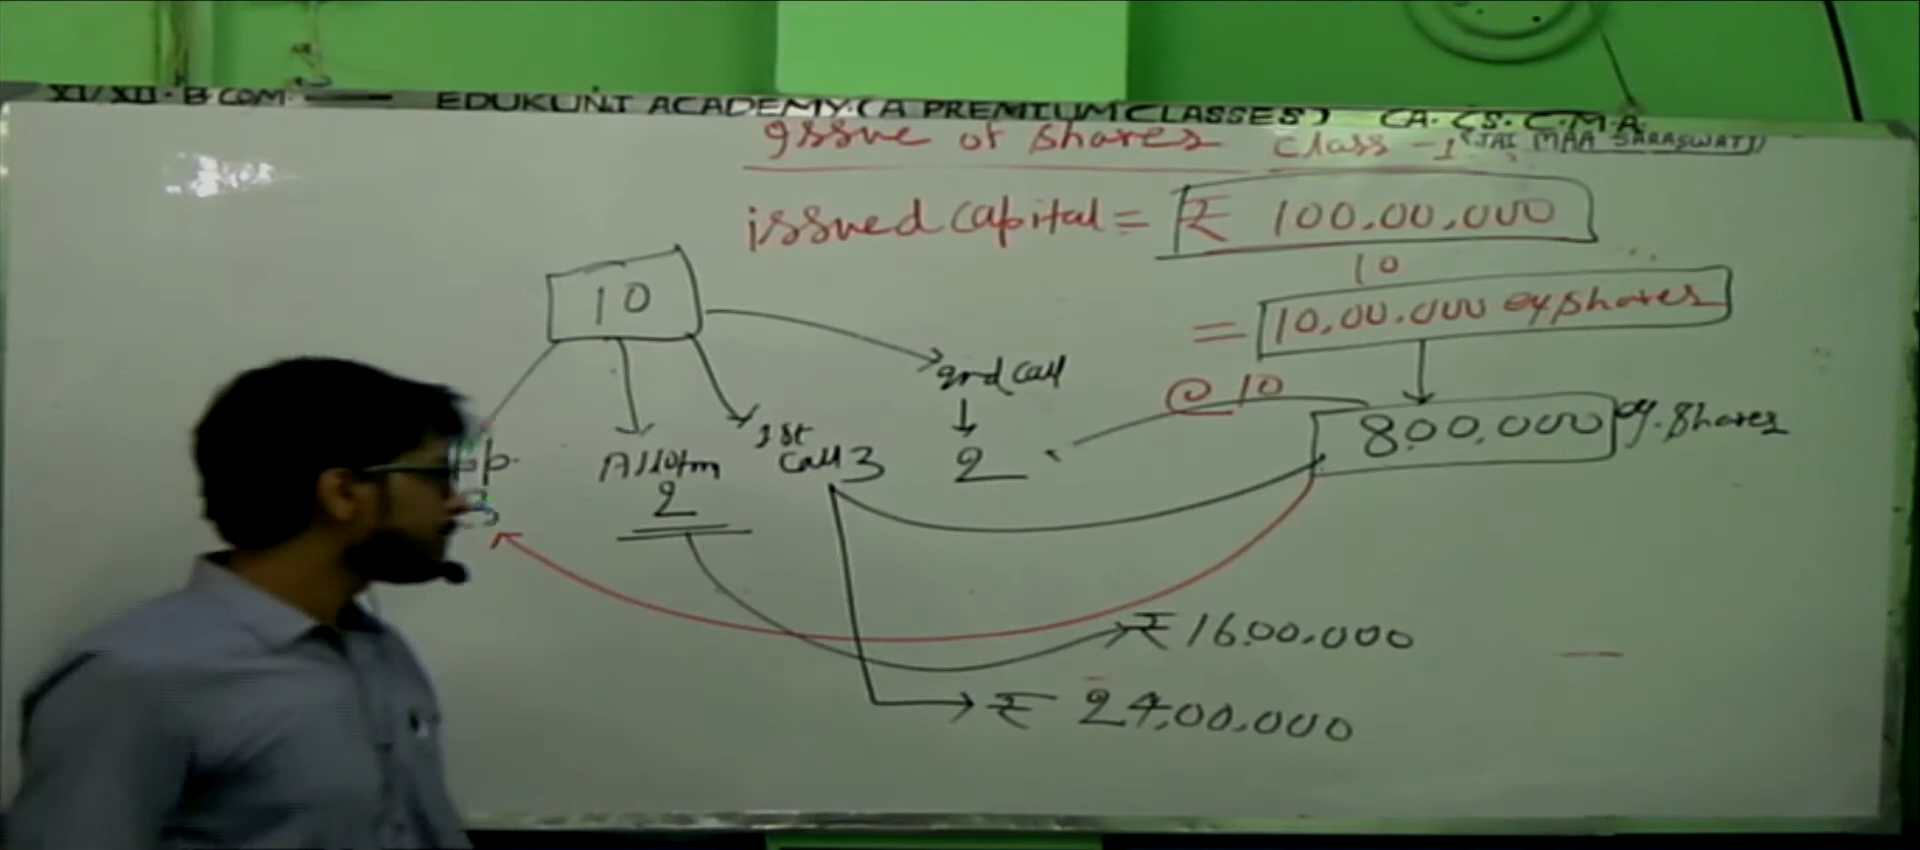 XI/XII. B.COM — EDUKUNJ ACADEMY.(A PREMIUM CLASSES) CA. CS. C.M.A
Issue of shares Class -1 (JAI MAA SARASWATI)
issued capital = ₹ 100,00,000
10
10
= 10,00,000 eq shares
2nd call
@ 10
800,000 eq. Shares
1st
App.
Allotm
call 3
2
2
3
₹ 16,00,000
₹ 24,00,000